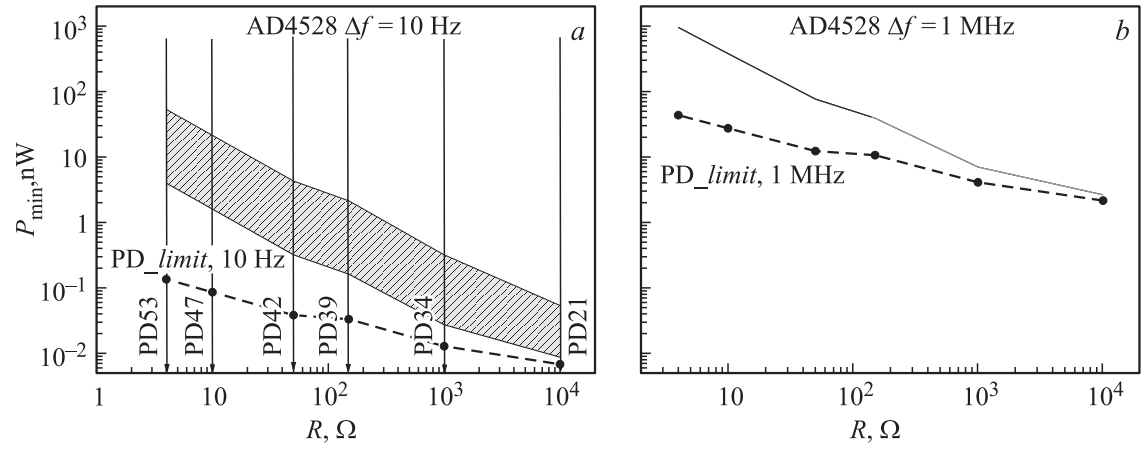 AD4528 Δf = 10 Hz
a
10³
10²
10
1
10⁻¹
10⁻²
P_min, nW
PD_limit, 10 Hz
PD53
PD47
PD42
PD39
PD34
PD21
1
10
10²
10³
10⁴
R, Ω
AD4528 Δf = 1 MHz
b
PD_limit, 1 MHz
10
10²
10³
10⁴
R, Ω